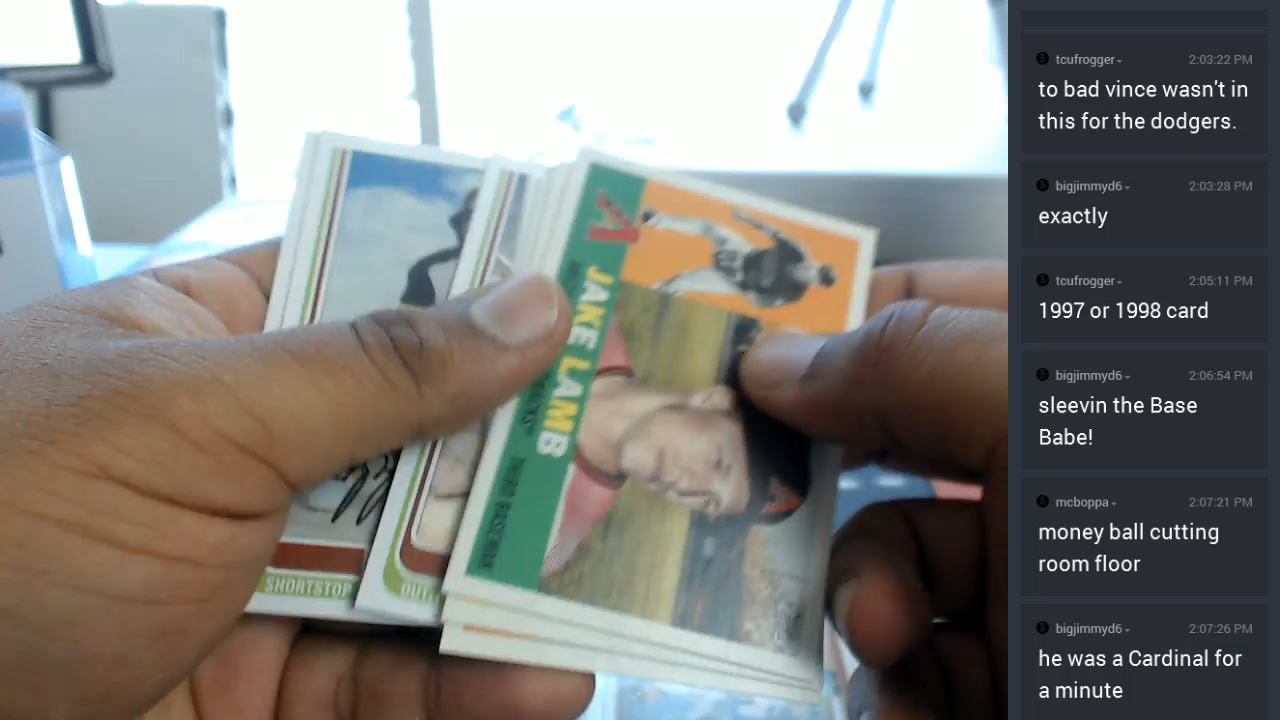 A
JAKE LAMB
THIRD BASEMAN
A
SHORTSTOP
OUT
tcufrogger
2:03:22 PM
to bad vince wasn't in
this for the dodgers.
bigjimmyd6
2:03:28 PM
exactly
tcufrogger
2:05:11 PM
1997 or 1998 card
bigjimmyd6
2:06:54 PM
sleevin the Base
Babe!
mcboppa
2:07:21 PM
money ball cutting
room floor
bigjimmyd6
2:07:26 PM
he was a Cardinal for
a minute